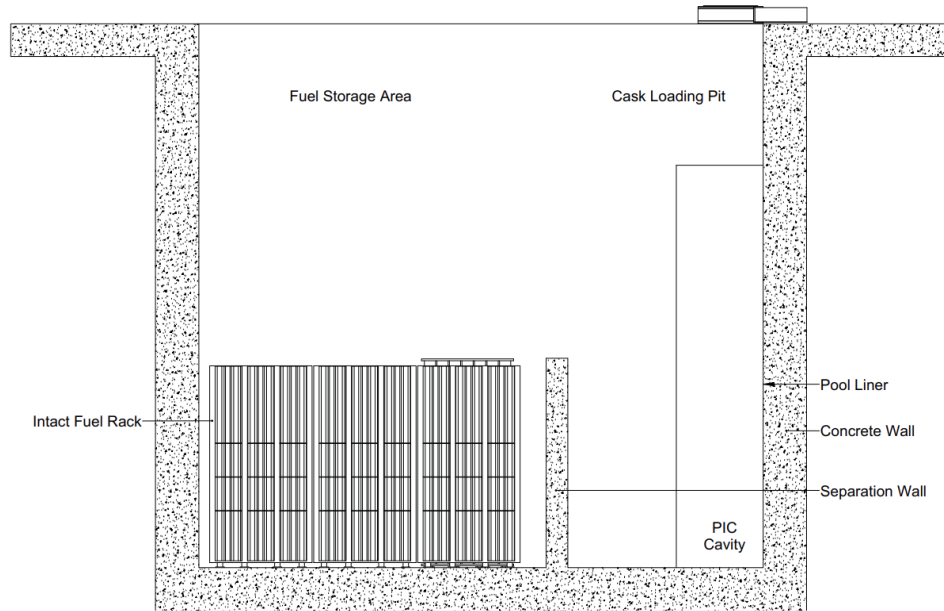 Fuel Storage Area
Cask Loading Pit
Pool Liner
Intact Fuel Rack
Concrete Wall
Separation Wall
PIC
Cavity